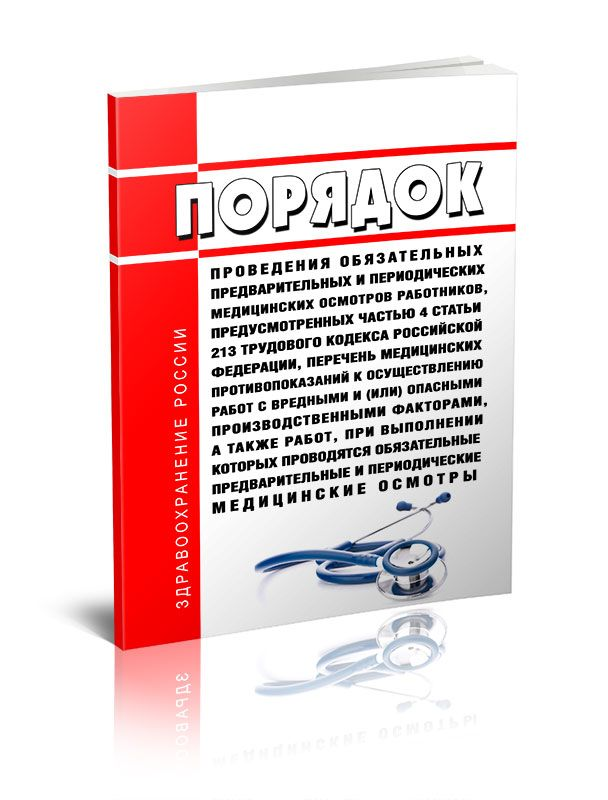 ПОРЯДОК
ПРОВЕДЕНИЯ ОБЯЗАТЕЛЬНЫХ
ПРЕДВАРИТЕЛЬНЫХ И ПЕРИОДИЧЕСКИХ
МЕДИЦИНСКИХ ОСМОТРОВ РАБОТНИКОВ,
ПРЕДУСМОТРЕННЫХ ЧАСТЬЮ 4 СТАТЬИ
213 ТРУДОВОГО КОДЕКСА РОССИЙСКОЙ
ФЕДЕРАЦИИ, ПЕРЕЧЕНЬ МЕДИЦИНСКИХ
ПРОТИВОПОКАЗАНИЙ К ОСУЩЕСТВЛЕНИЮ
РАБОТ С ВРЕДНЫМИ И (ИЛИ) ОПАСНЫМИ
ПРОИЗВОДСТВЕННЫМИ ФАКТОРАМИ,
А ТАКЖЕ РАБОТ, ПРИ ВЫПОЛНЕНИИ
КОТОРЫХ ПРОВОДЯТСЯ ОБЯЗАТЕЛЬНЫЕ
ПРЕДВАРИТЕЛЬНЫЕ И ПЕРИОДИЧЕСКИЕ
МЕДИЦИНСКИЕ ОСМОТРЫ
ЗДРАВООХРАНЕНИЕ РОССИИ